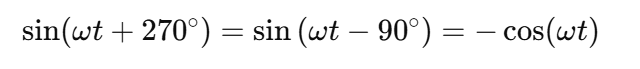 sin(ωt + 270°) = sin (ωt − 90°) = − cos(ωt)